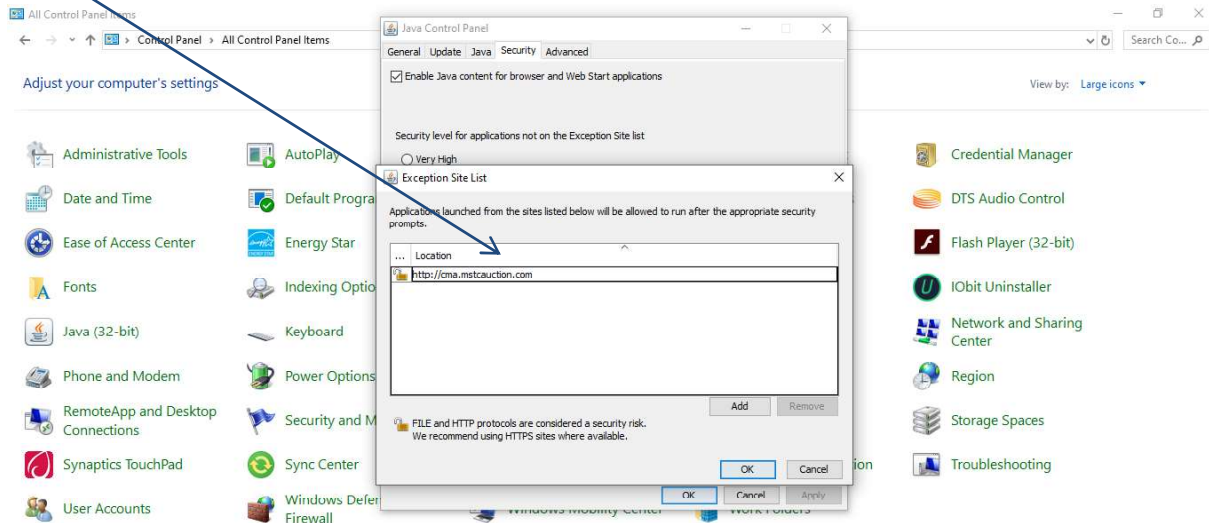 All Control Panel Items
Control Panel > All Control Panel Items
Search Co...
Adjust your computer's settings
View by: Large icons
Administrative Tools
AutoPlay
Credential Manager
Date and Time
Default Progra
DTS Audio Control
Ease of Access Center
Energy Star
Flash Player (32-bit)
Fonts
Indexing Optio
IObit Uninstaller
Java (32-bit)
Keyboard
Network and Sharing
Center
Phone and Modem
Power Options
Region
RemoteApp and Desktop
Connections
Security and M
Storage Spaces
Synaptics TouchPad
Sync Center
ion
Troubleshooting
User Accounts
Windows Defen
Firewall
Windows Mobility Center
Work Folders
Java Control Panel
General Update Java Security Advanced
Enable Java content for browser and Web Start applications
Security level for applications not on the Exception Site list
Very High
Exception Site List
Applications launched from the sites listed below will be allowed to run after the appropriate security
prompts.
... Location
http://cma.mstcauction.com
Add Remove
FILE and HTTP protocols are considered a security risk.
We recommend using HTTPS sites where available.
OK Cancel
OK Cancel Apply